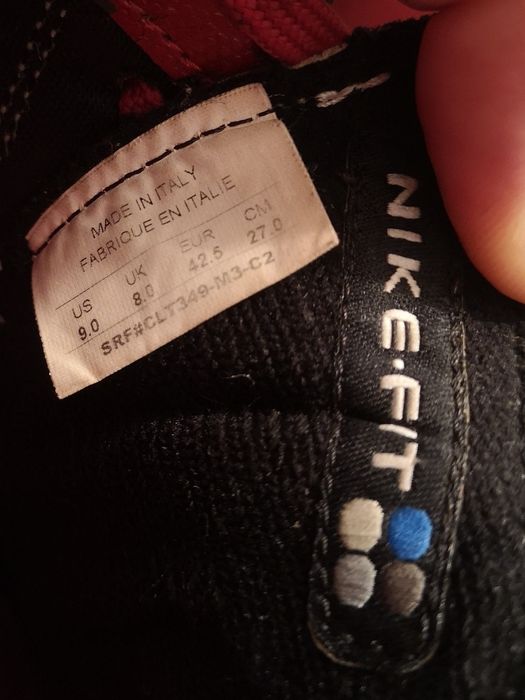 MADE IN ITALY
FABRIQUE EN ITALIE
US UK EUR CM
9.0 8.0 42.5 27.0
SRF#CLT349-M3-C2
NIKE·FIT